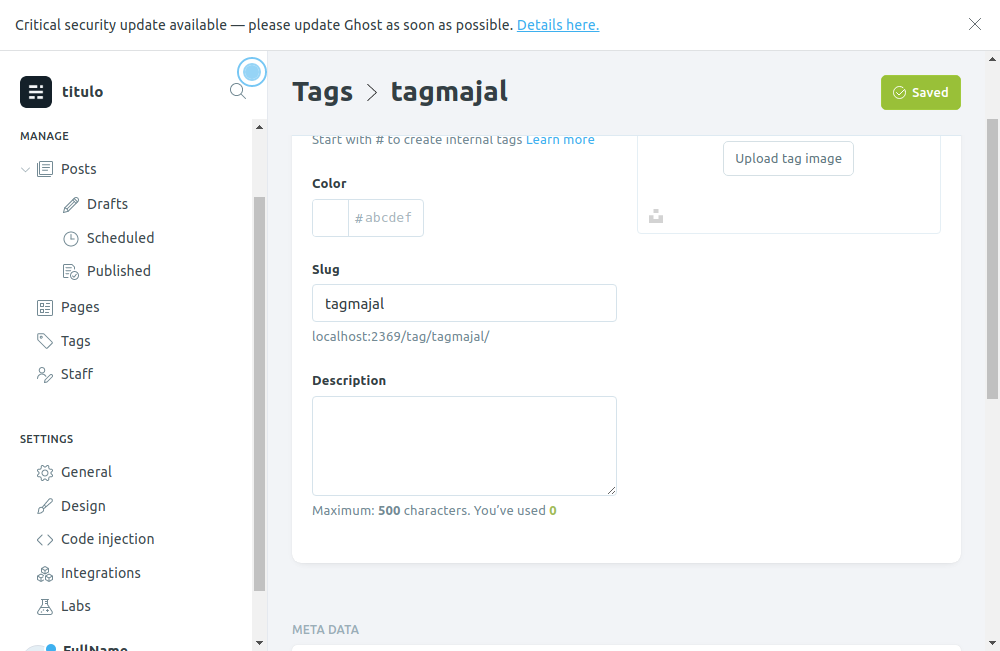 Critical security update available — please update Ghost as soon as possible. Details here.
titulo
MANAGE
Posts
Drafts
Scheduled
Published
Pages
Tags
Staff
SETTINGS
General
Design
Code injection
Integrations
Labs
FullName
Tags > tagmajal
Saved
Start with # to create internal tags Learn more
Upload tag image
Color
#abcdef
Slug
tagmajal
localhost:2369/tag/tagmajal/
Description
Maximum: 500 characters. You’ve used 0
META DATA